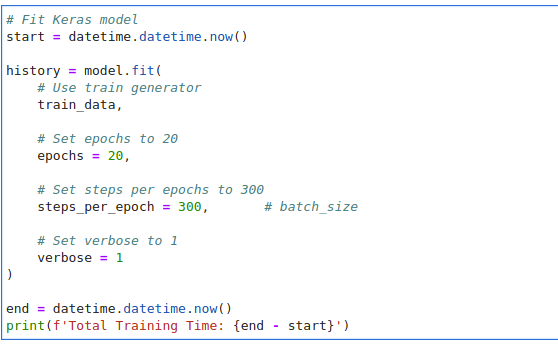 # Fit Keras model
start = datetime.datetime.now()
history = model.fit(
    # Use train generator
    train_data,
    # Set epochs to 20
    epochs = 20,
    # Set steps per epochs to 300
    steps_per_epoch = 300,       # batch_size
    # Set verbose to 1
    verbose = 1
)
end = datetime.datetime.now()
print(f'Total Training Time: {end - start}')